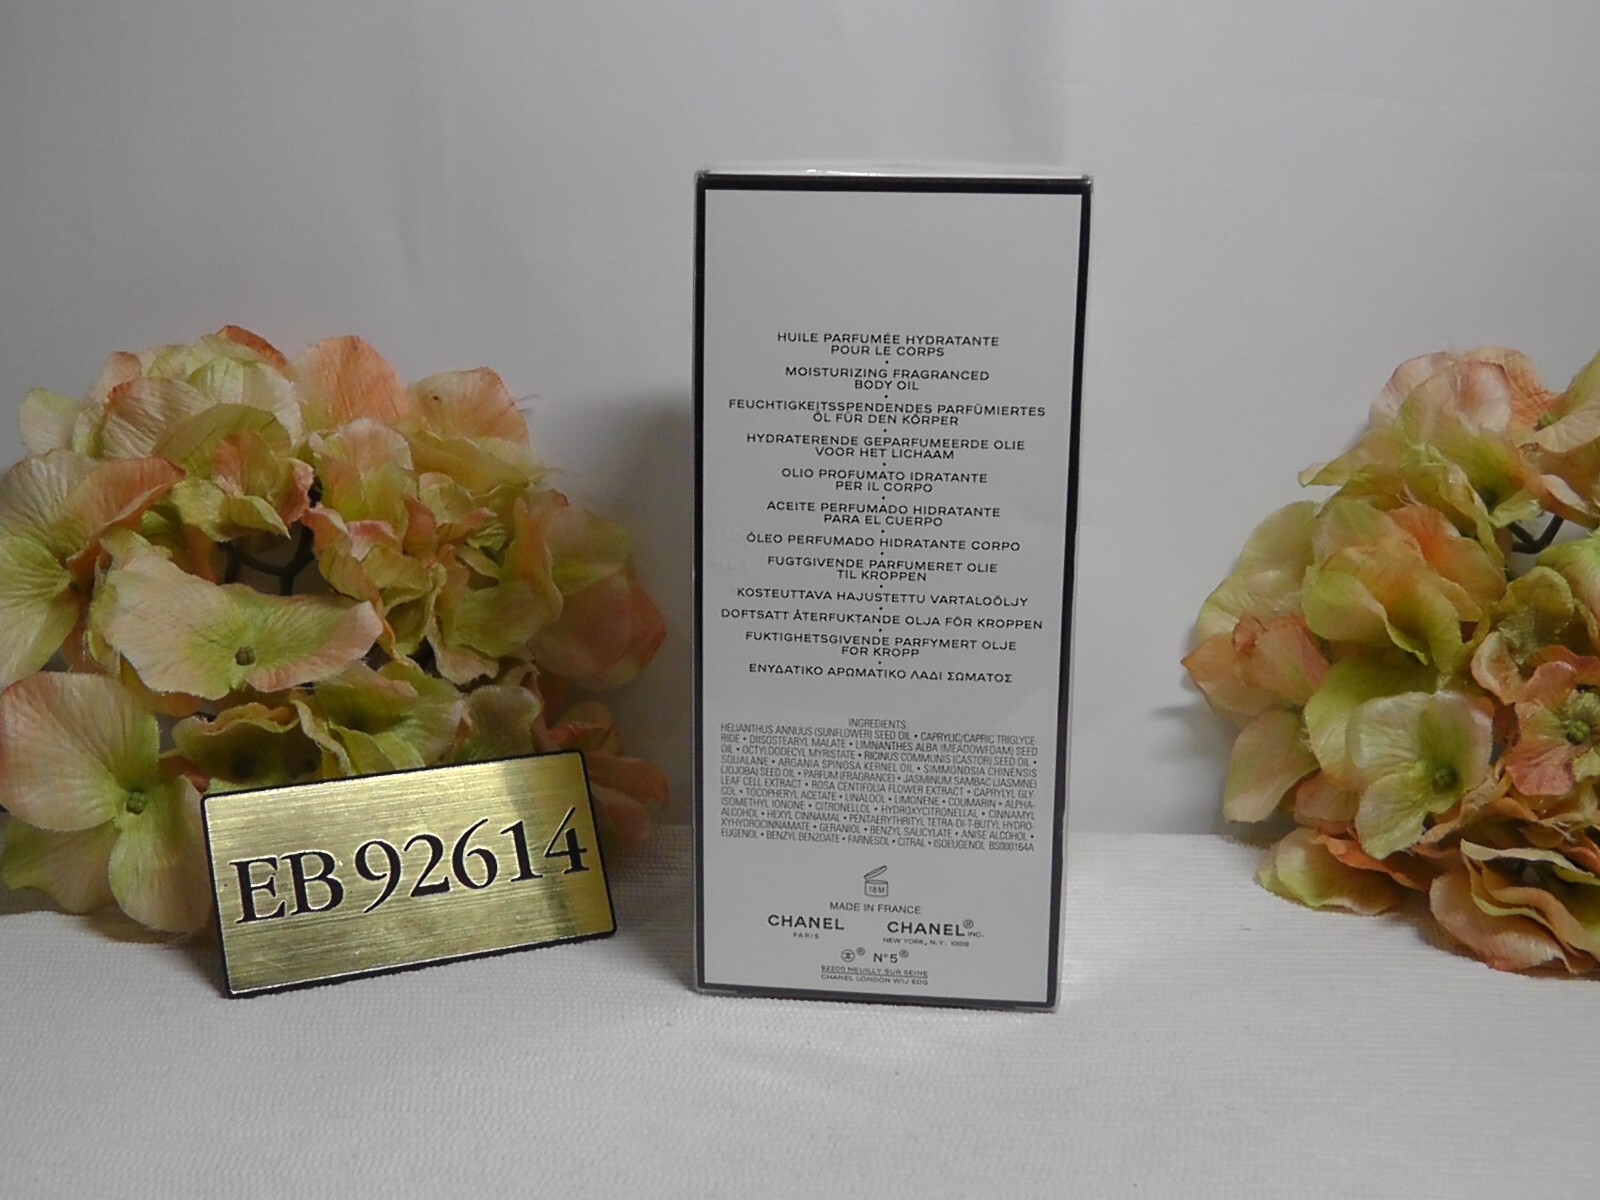 HUILE PARFUMÉE HYDRATANTE
POUR LE CORPS
•
MOISTURIZING FRAGRANCED
BODY OIL
•
FEUCHTIGKEITSSPENDENDES PARFÜMIERTES
ÖL FÜR DEN KÖRPER
•
HYDRATERENDE GEPARFUMEERDE OLIE
VOOR HET LICHAAM
•
OLIO PROFUMATO IDRATANTE
PER IL CORPO
•
ACEITE PERFUMADO HIDRATANTE
PARA EL CUERPO
•
ÓLEO PERFUMADO HIDRATANTE CORPO
•
FUGTGIVENDE PARFUMERET OLIE
TIL KROPPEN
•
KOSTEUTTAVA HAJUSTETTU VARTALOÖLJY
•
DOFTSATT ÅTERFUKTANDE OLJA FÖR KROPPEN
•
FUKTIGHETSGIVENDE PARFYMERT OLJE
FOR KROPP
•
ΕΝΥΔΑΤΙΚΟ ΑΡΩΜΑΤΙΚΟ ΛΑΔΙ ΣΩΜΑΤΟΣ
INGREDIENTS:
HELIANTHUS ANNUUS (SUNFLOWER) SEED OIL • CAPRYLIC/CAPRIC TRIGLYCE-
RIDE • DIISOSTEARYL MALATE • LIMNANTHES ALBA (MEADOWFOAM) SEED
OIL • OCTYLDODECYL MYRISTATE • RICINUS COMMUNIS (CASTOR) SEED OIL •
SQUALANE • ARGANIA SPINOSA KERNEL OIL • SIMMONDSIA CHINENSIS
(JOJOBA) SEED OIL • PARFUM (FRAGRANCE) • JASMINUM SAMBAC (JASMINE)
LEAF CELL EXTRACT • ROSA CENTIFOLIA FLOWER EXTRACT • CAPRYLYL GLY-
COL • TOCOPHERYL ACETATE • LINALOOL • LIMONENE • COUMARIN • ALPHA-
ISOMETHYL IONONE • CITRONELLOL • HYDROXYCITRONELLAL • CINNAMYL
ALCOHOL • HEXYL CINNAMAL • PENTAERYTHRITYL TETRA-DI-T-BUTYL HYDRO-
XYHYDROCINNAMATE • GERANIOL • BENZYL SALICYLATE • ANISE ALCOHOL •
EUGENOL • BENZYL BENZOATE • FARNESOL • CITRAL • ISOEUGENOL BS000164A
18M
MADE IN FRANCE
CHANEL CHANEL® INC.
PARIS NEW YORK, N.Y. 10019
® N°5®
92200 NEUILLY SUR SEINE
CHANEL LONDON W1J 6DG
EB92614